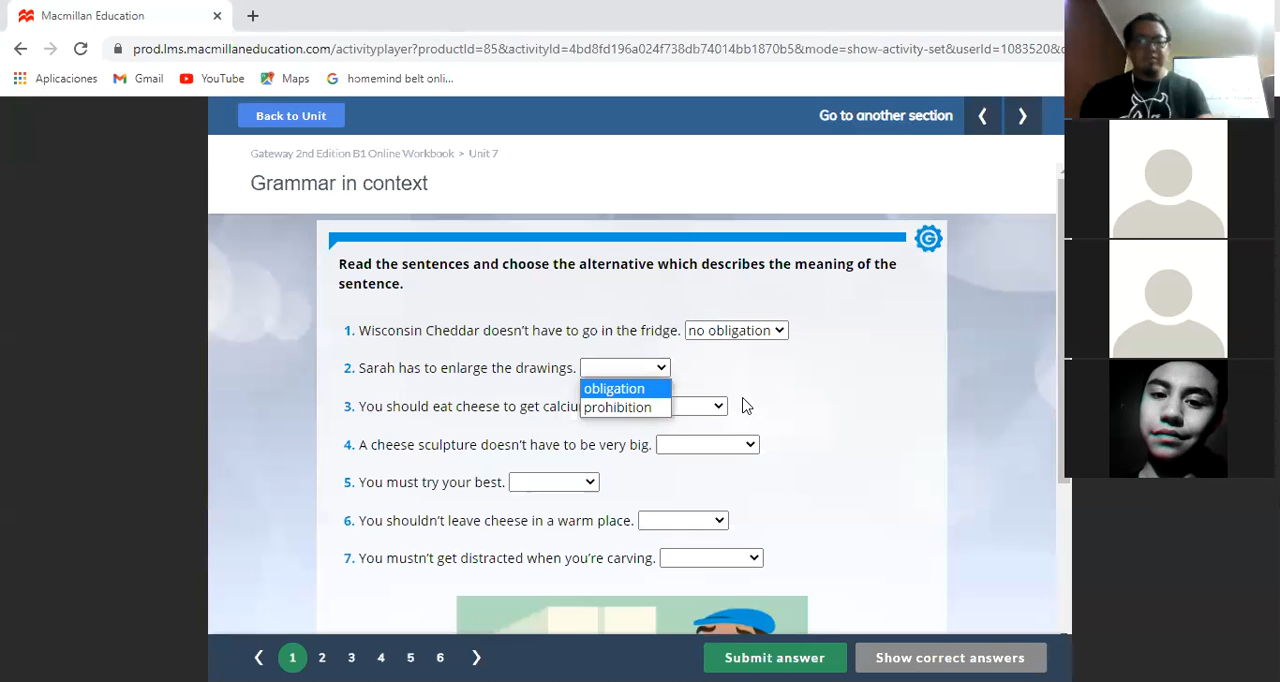 Macmillan Education
prod.lms.macmillaneducation.com/activityplayer?productId=85&activityId=4bd8fd196a024f738db74014bb1870b5&mode=show-activity-set&userId=1083520&c
Aplicaciones Gmail YouTube Maps homemind belt onli...
Back to Unit Go to another section
Gateway 2nd Edition B1 Online Workbook > Unit 7
Grammar in context
Read the sentences and choose the alternative which describes the meaning of the
sentence.
1. Wisconsin Cheddar doesn't have to go in the fridge. no obligation
2. Sarah has to enlarge the drawings.
obligation
prohibition
3. You should eat cheese to get calciu
4. A cheese sculpture doesn't have to be very big.
5. You must try your best.
6. You shouldn't leave cheese in a warm place.
7. You mustn't get distracted when you're carving.
1 2 3 4 5 6 Submit answer Show correct answers